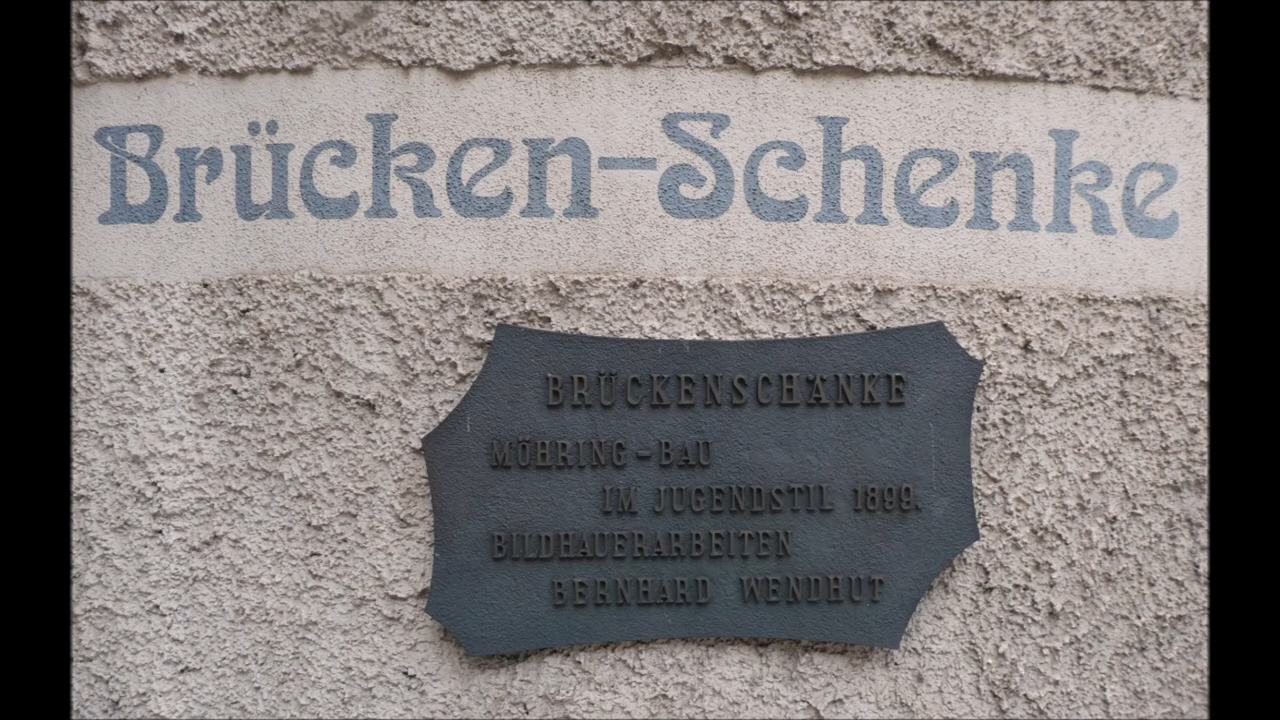 Brücken-Schenke
BRÜCKENSCHÄNKE
MÖHRING-BAU
IM JUGENDSTIL 1899.
BILDHAUERARBEITEN
BERNHARD WENDHUT